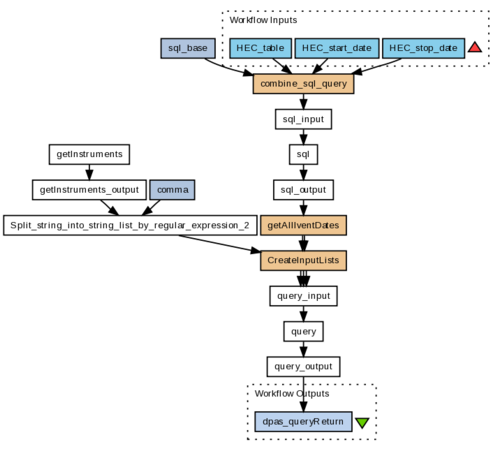 Workflow Inputs
sql_base
HEC_table
HEC_start_date
HEC_stop_date
combine_sql_query
sql_input
getInstruments
sql
getInstruments_output
comma
sql_output
Split_string_into_string_list_by_regular_expression_2
getAllIventDates
CreateInputLists
query_input
query
query_output
Workflow Outputs
dpas_queryReturn